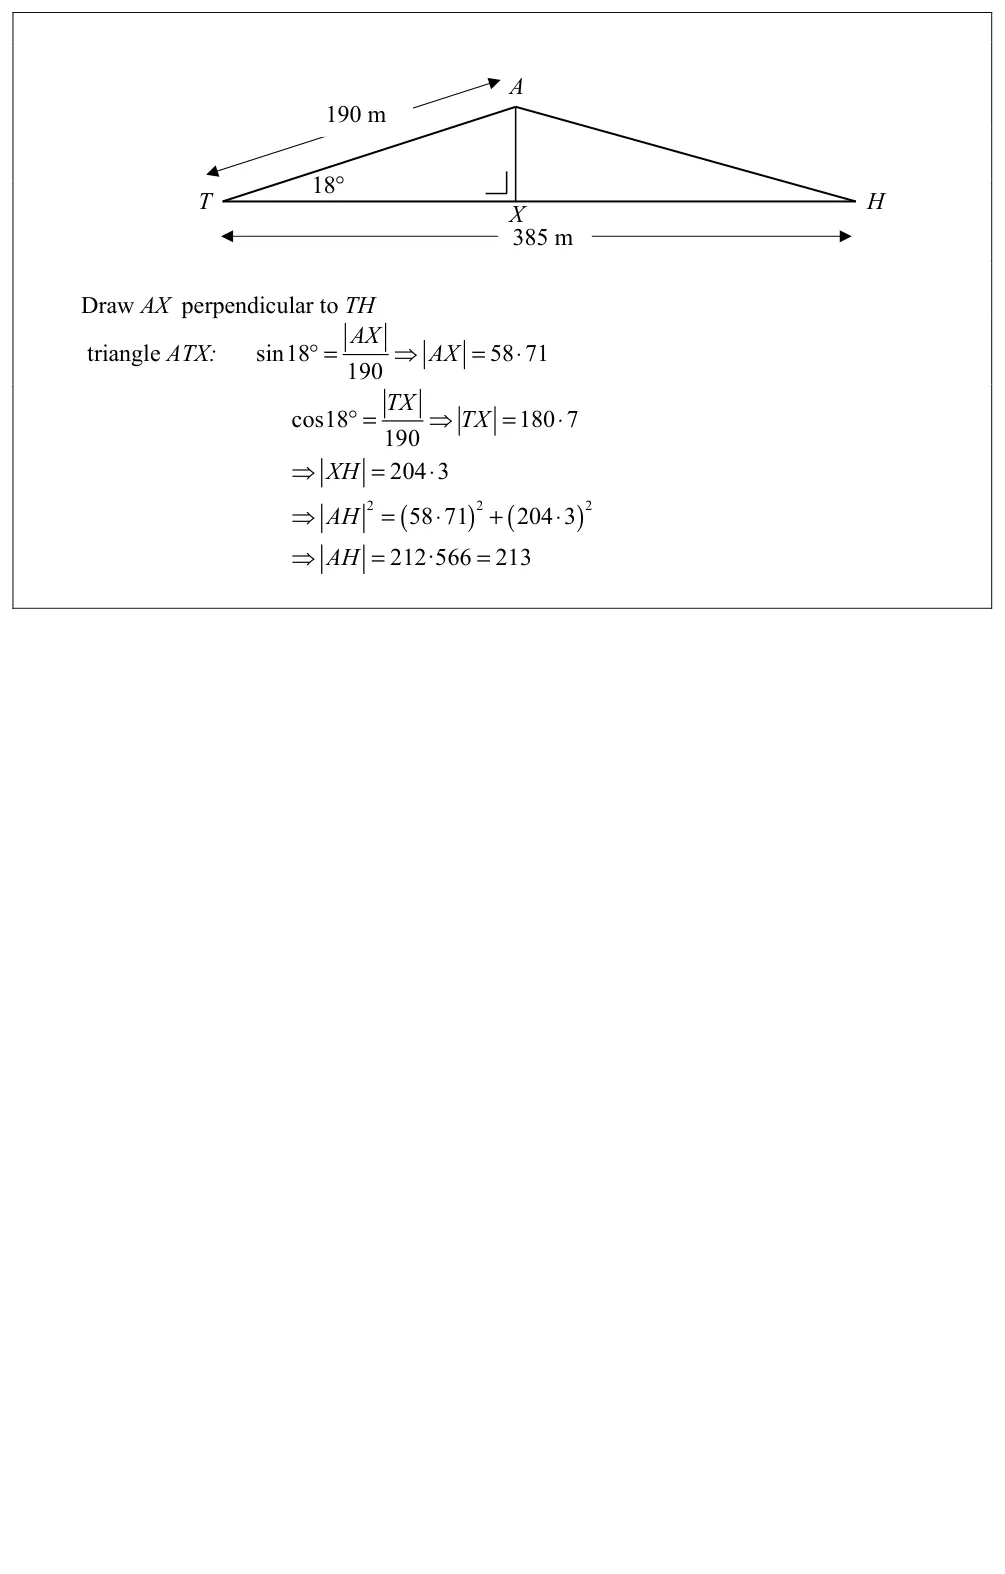 A
190 m
18°
T
H
X
385 m
Draw AX perpendicular to TH
triangle ATX: sin18° = |AX|/190 ⇒ |AX| = 58·71
cos18° = |TX|/190 ⇒ |TX| = 180·7
⇒ |XH| = 204·3
⇒ |AH|² = (58·71)² + (204·3)²
⇒ |AH| = 212·566 = 213